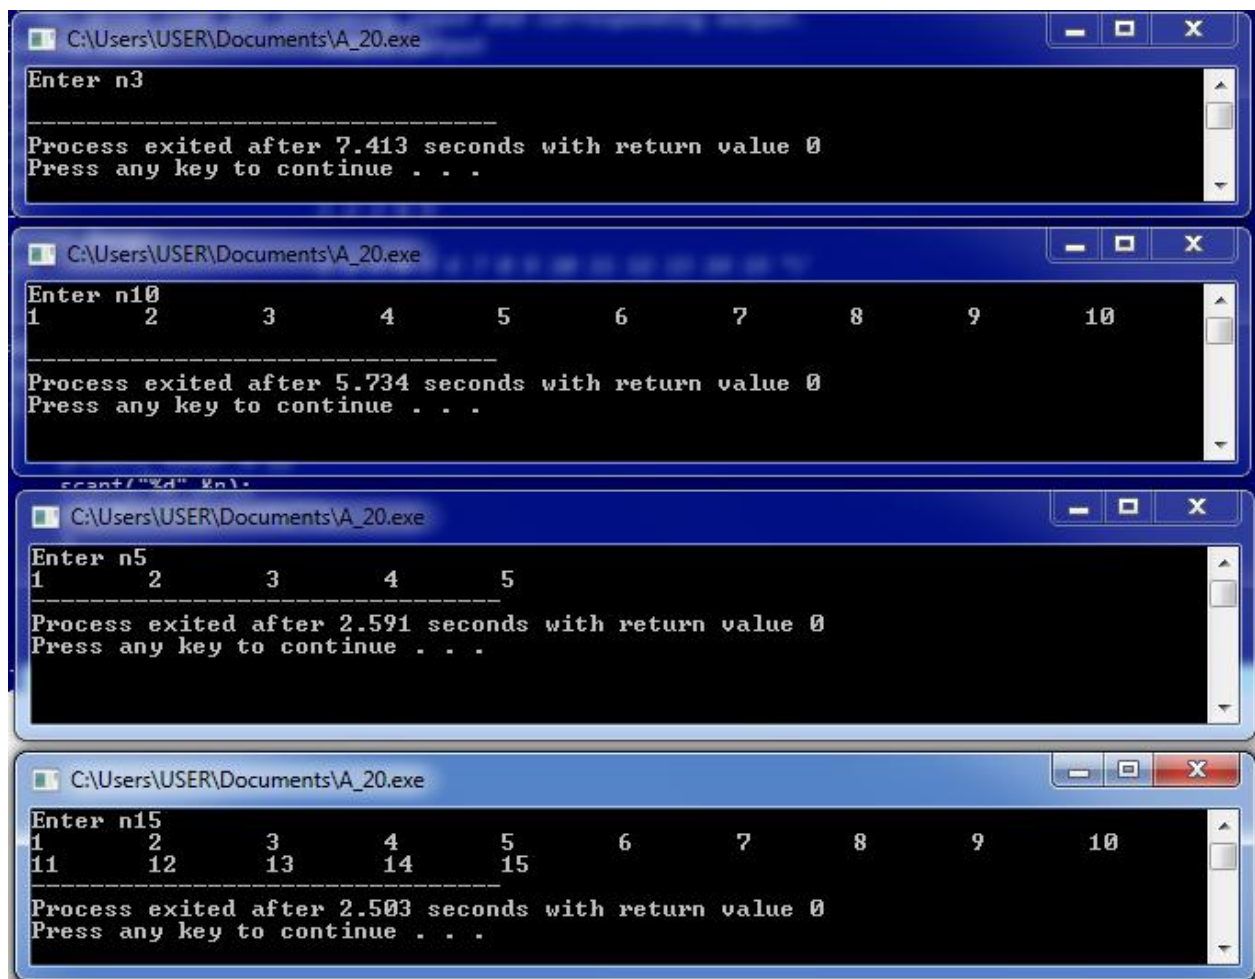 C:\Users\USER\Documents\A_20.exe
Enter n3
--------------------------------
Process exited after 7.413 seconds with return value 0
Press any key to continue . . .
C:\Users\USER\Documents\A_20.exe
Enter n10
1 2 3 4 5 6 7 8 9 10
--------------------------------
Process exited after 5.734 seconds with return value 0
Press any key to continue . . .
scanf("%d",&n);
C:\Users\USER\Documents\A_20.exe
Enter n5
1 2 3 4 5
--------------------------------
Process exited after 2.591 seconds with return value 0
Press any key to continue . . .
C:\Users\USER\Documents\A_20.exe
Enter n15
1 2 3 4 5 6 7 8 9 10
11 12 13 14 15
--------------------------------
Process exited after 2.503 seconds with return value 0
Press any key to continue . . .